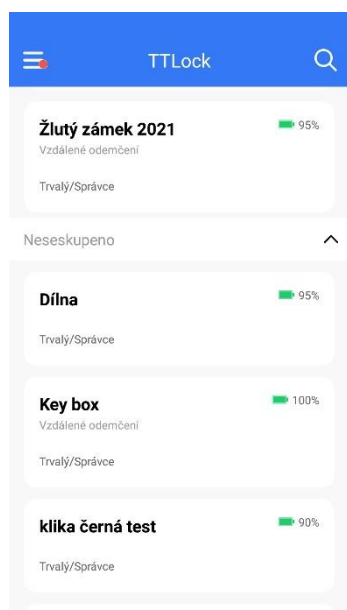 TTLock
Žlutý zámek 2021
95%
Vzdálené odemčení
Trvalý/Správce
Neseskupeno
Dílna
95%
Trvalý/Správce
Key box
100%
Vzdálené odemčení
Trvalý/Správce
klika černá test
90%
Trvalý/Správce